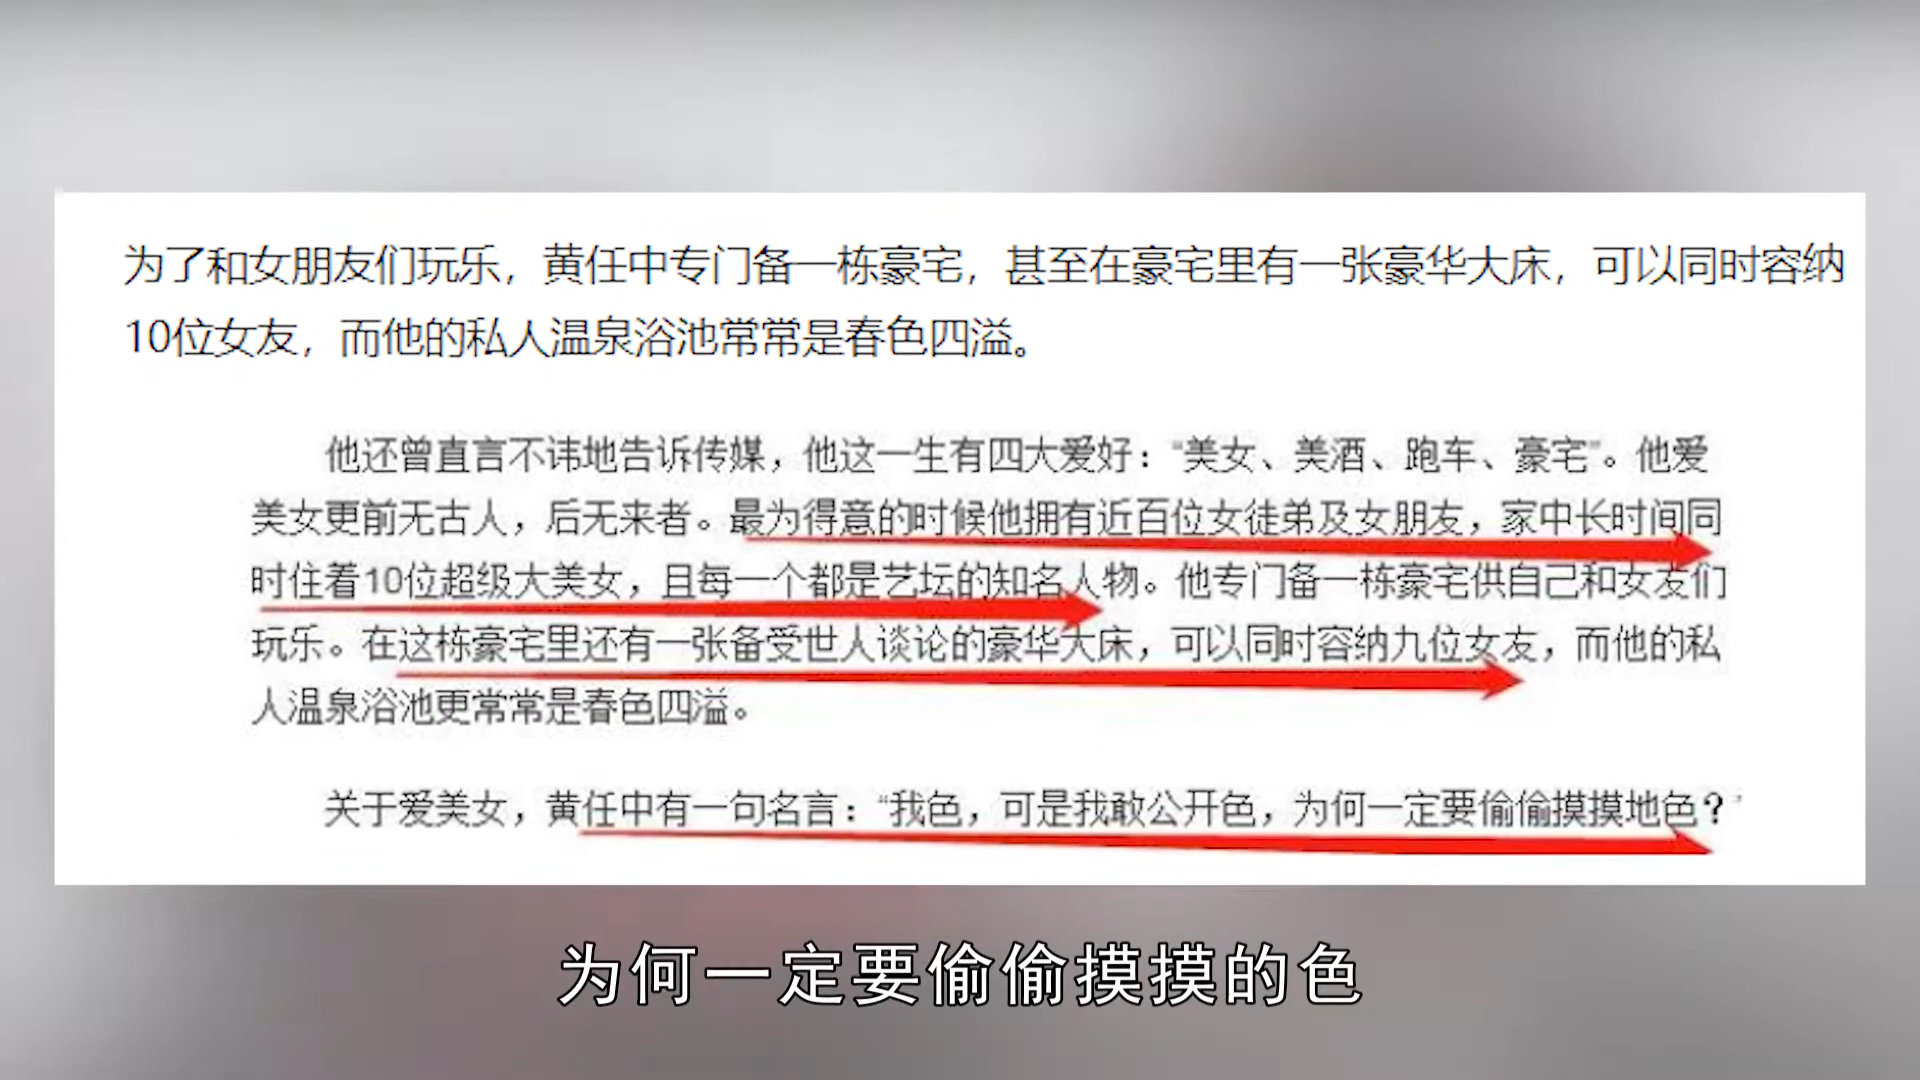 为了和女朋友们玩乐，黄任中专门备一栋豪宅，甚至在豪宅里有一张豪华大床，可以同时容纳
10位女友，而他的私人温泉浴池常常是春色四溢。
他还曾直言不讳地告诉传媒，他这一生有四大爱好：“美女、美酒、跑车、豪宅”。他爱
美女更前无古人，后无来者。最为得意的时候他拥有近百位女徒弟及女朋友，家中长时间同
时住着10位超级大美女，且每一个都是艺坛的知名人物。他专门备一栋豪宅供自己和女友们
玩乐。在这栋豪宅里还有一张备受世人谈论的豪华大床，可以同时容纳九位女友，而他的私
人温泉浴池更常常是春色四溢。
关于爱美女，黄任中有一句名言：“我色，可是我敢公开色，为何一定要偷偷摸摸地色？”
为何一定要偷偷摸摸的色